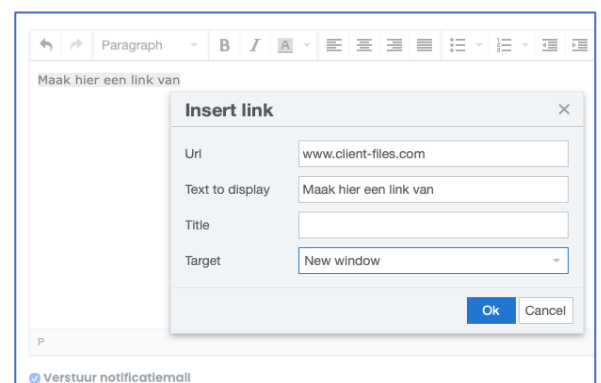 Paragraph B I A
Maak hier een link van
Insert link
Url www.client-files.com
Text to display Maak hier een link van
Title
Target New window
Ok Cancel
P
Verstuur notificatiemail